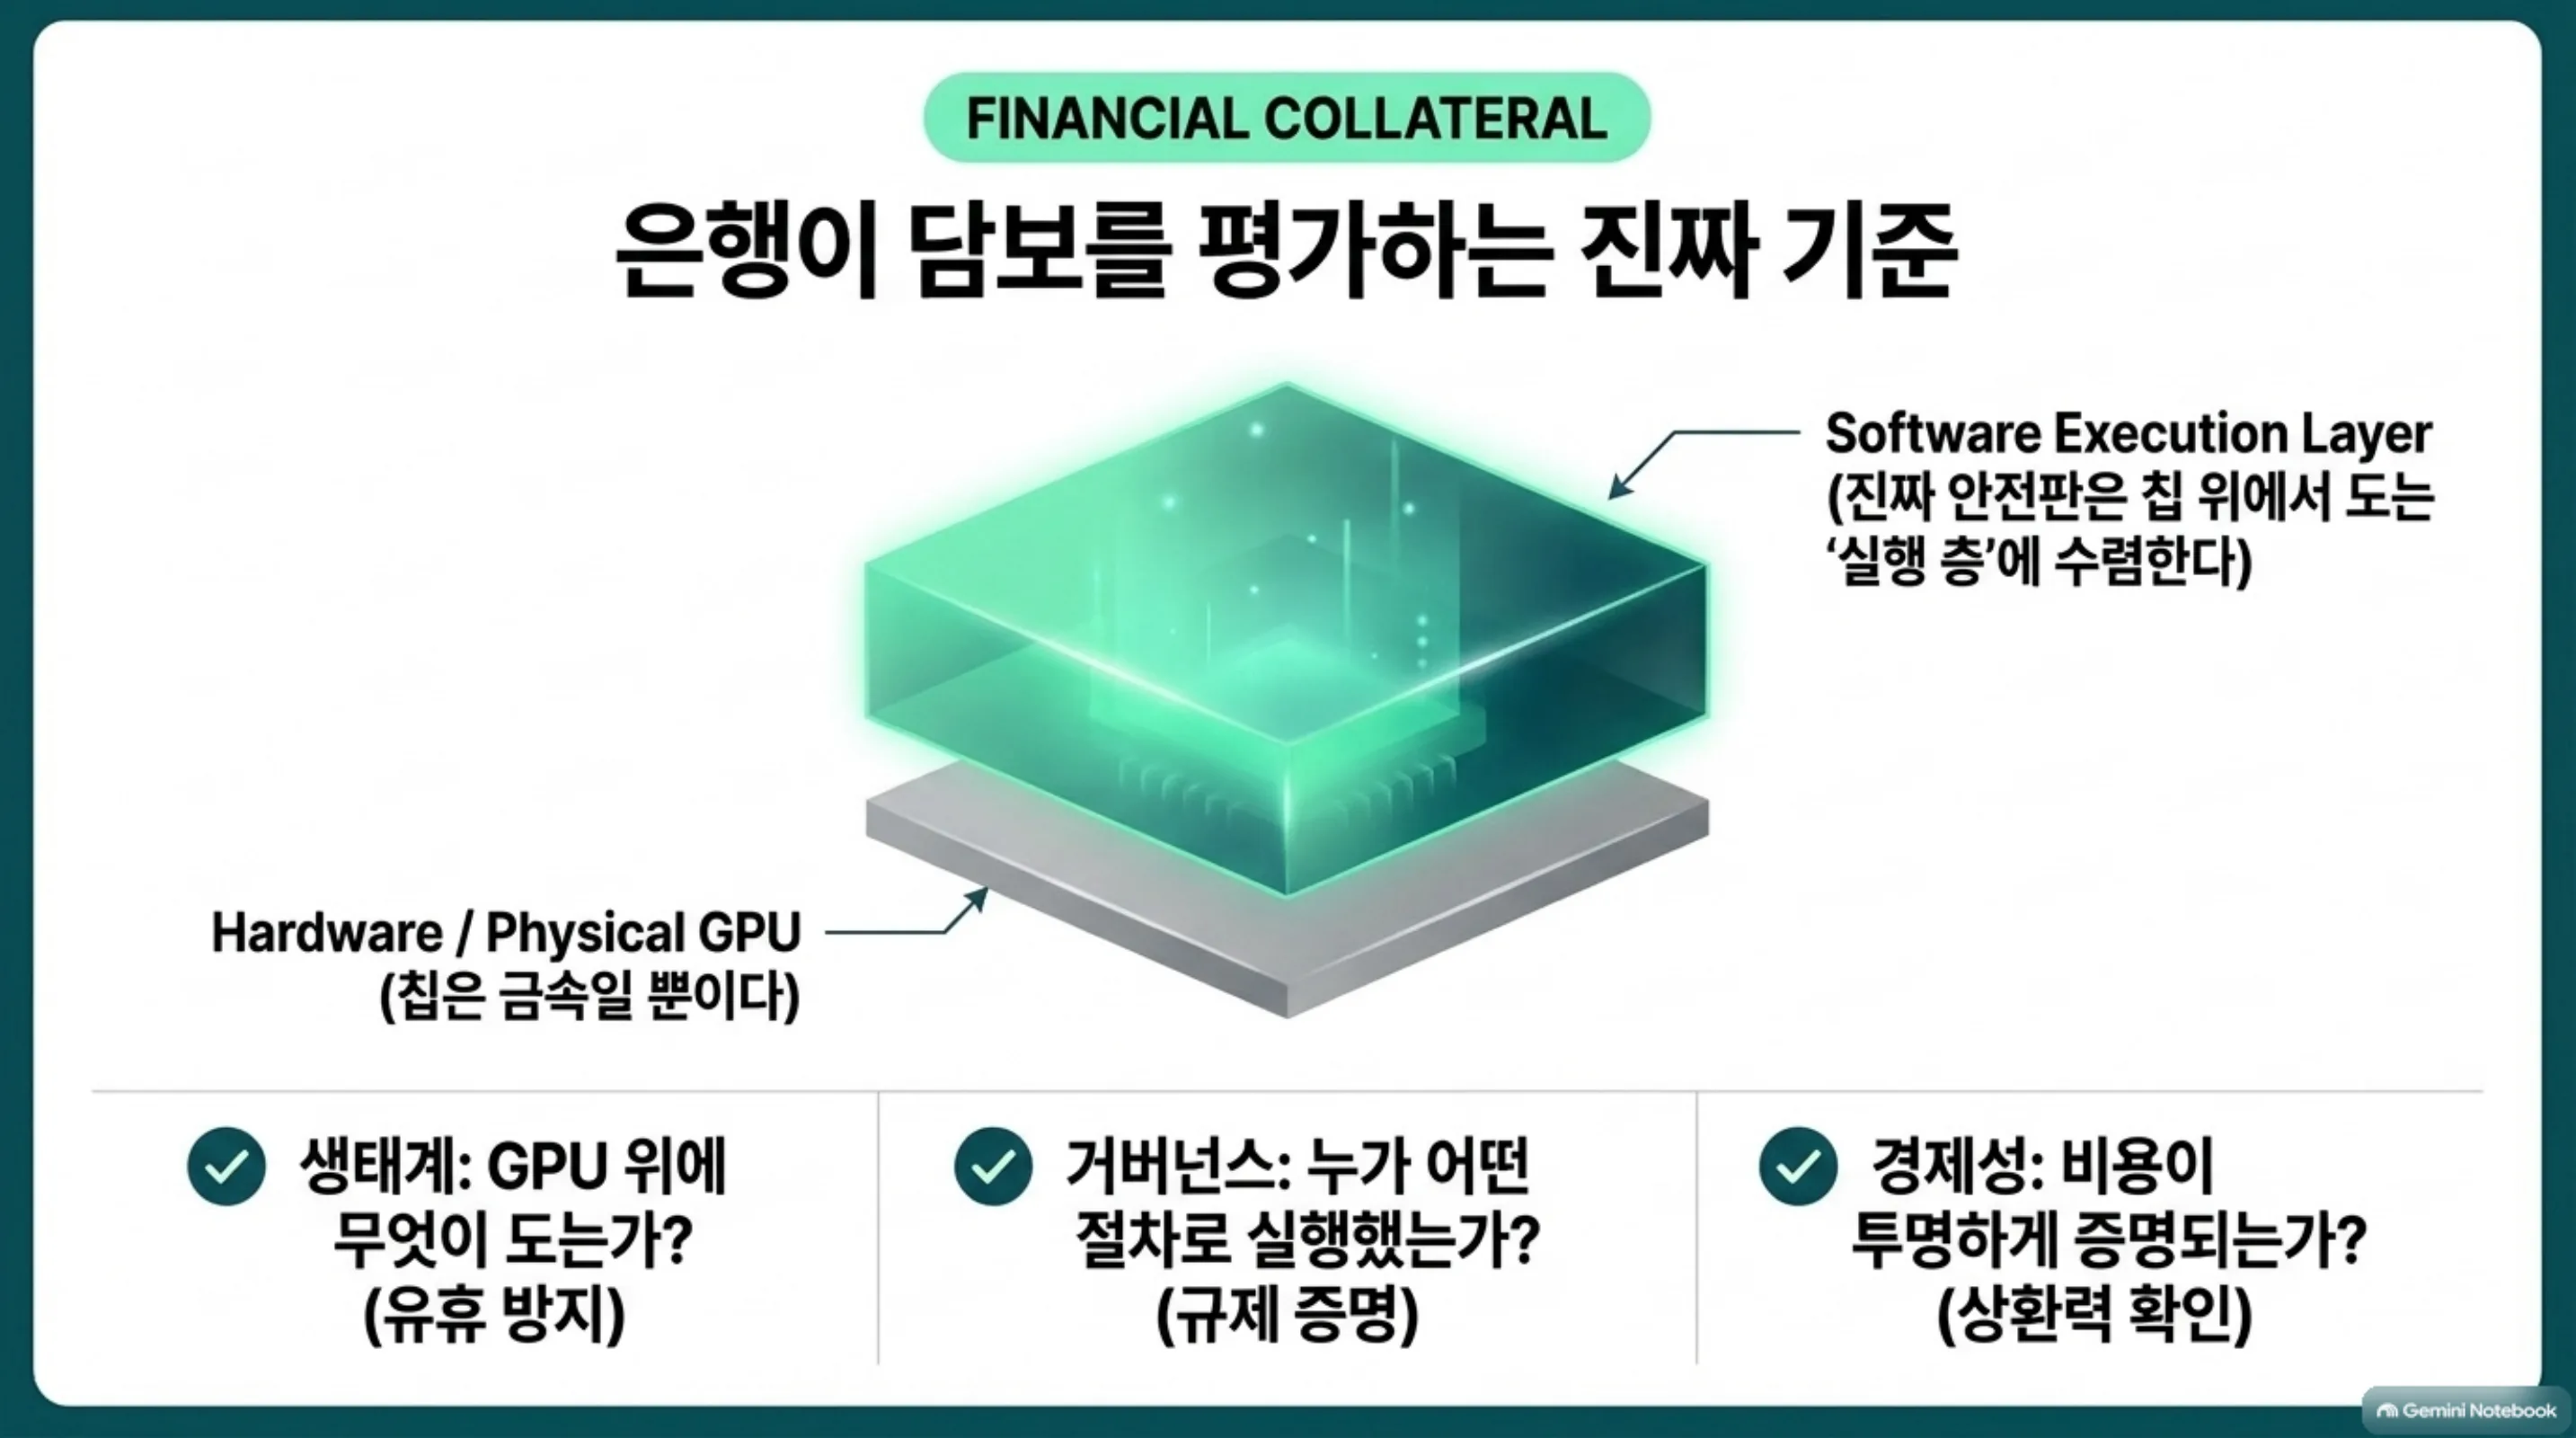 FINANCIAL COLLATERAL
은행이 담보를 평가하는 진짜 기준
Software Execution Layer
(진짜 안전판은 칩 위에서 도는
‘실행 층’에 수렴한다)
Hardware / Physical GPU
(칩은 금속일 뿐이다)
생태계: GPU 위에
무엇이 도는가?
(유휴 방지)
거버넌스: 누가 어떤
절차로 실행했는가?
(규제 증명)
경제성: 비용이
투명하게 증명되는가?
(상환력 확인)
Gemini Notebook